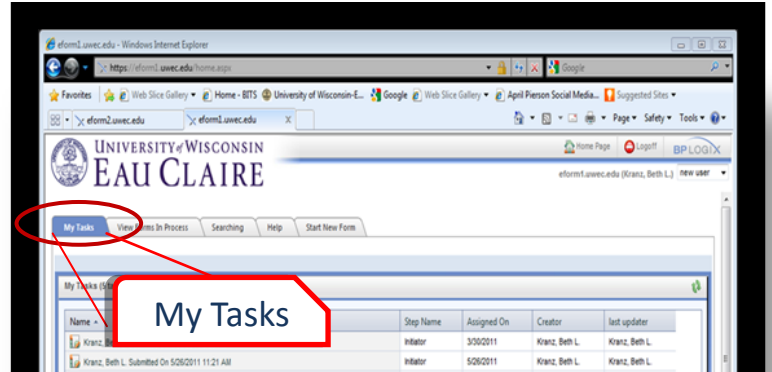 eform1.uwec.edu - Windows Internet Explorer
https://eform1.uwec.edu/home.aspx Google
Favorites Web Slice Gallery Home - BITS University of Wisconsin-E... Google Web Slice Gallery April Pierson Social Media... Suggested Sites
eform2.uwec.edu eform1.uwec.edu X Page Safety Tools
UNIVERSITY of WISCONSIN
EAU CLAIRE
Home Page Logoff BP LOGIX
eform1.uwec.edu (Kranz, Beth L.) new user
My Tasks View Forms In Process Searching Help Start New Form
My Tasks
My Tasks
Name Step Name Assigned On Creator last updater
Kranz, Initiator 3/30/2011 Kranz, Beth L. Kranz, Beth L.
Kranz, Beth L. Submitted On 5/26/2011 11:21 AM Initiator 5/26/2011 Kranz, Beth L. Kranz, Beth L.